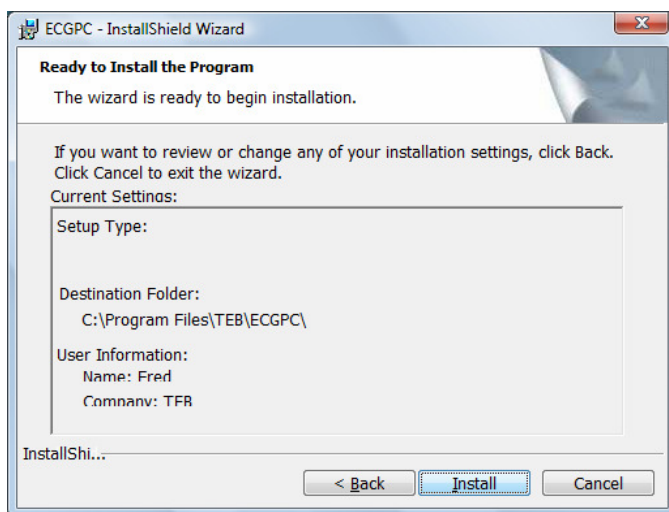 ECGPC - InstallShield Wizard
Ready to Install the Program
The wizard is ready to begin installation.
If you want to review or change any of your installation settings, click Back.
Click Cancel to exit the wizard.
Current Settings:
Setup Type:
Destination Folder:
C:\Program Files\TEB\ECGPC\
User Information:
Name: Fred
Company: TEB
InstallShi...
< Back
Install
Cancel